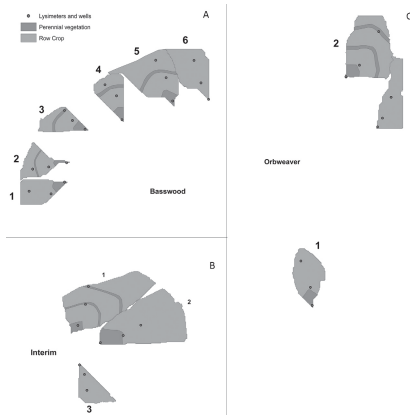 Lysimeters and wells
Perennial vegetation
Row Crop
A
6
5
4
3
2
1
Basswood
B
1
2
Interim
3
C
2
Orbweaver
1